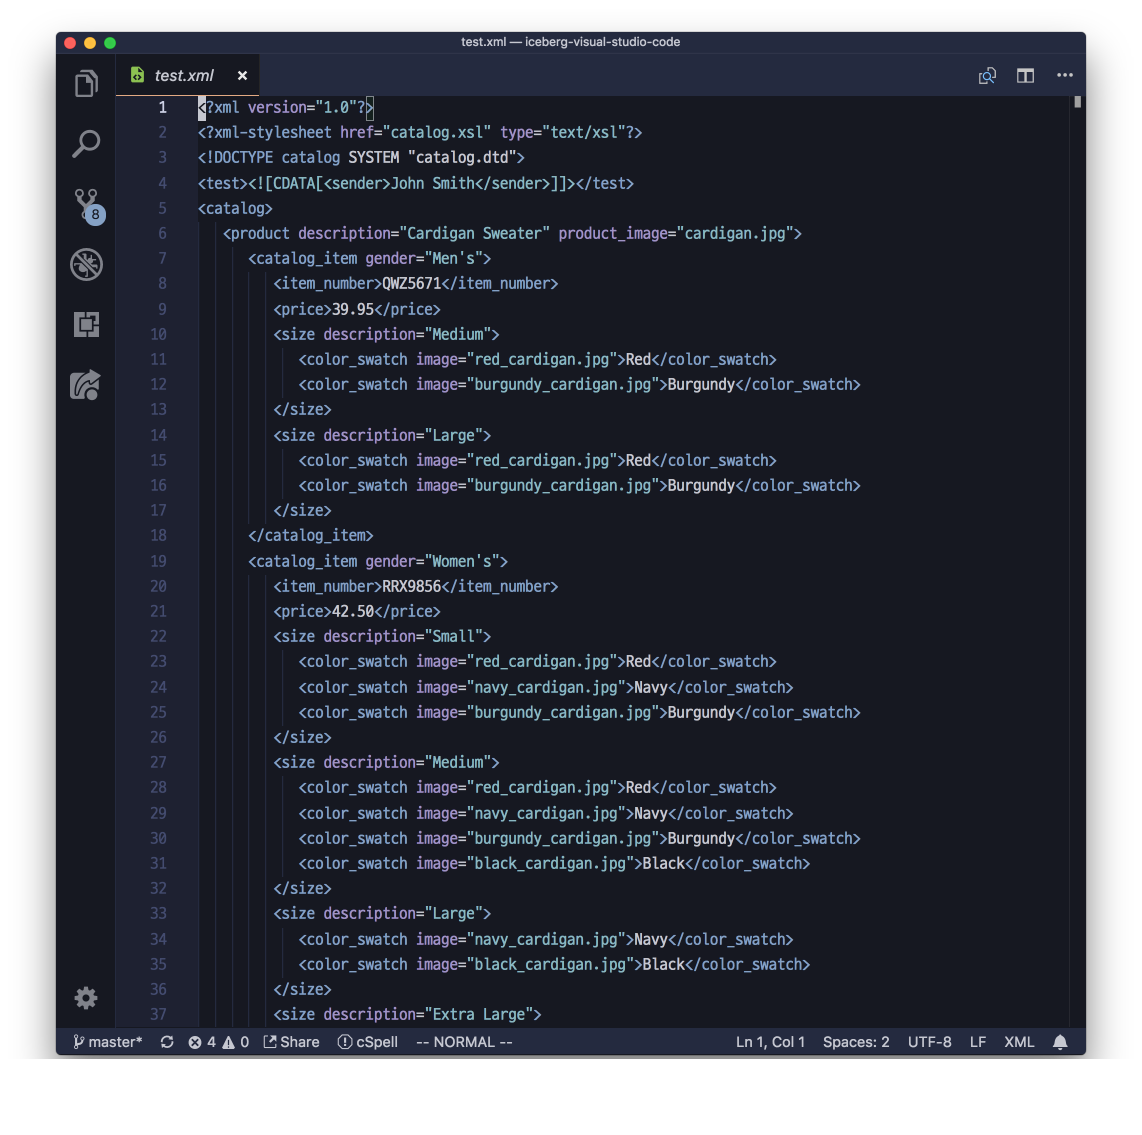 test.xml — iceberg-visual-studio-code
test.xml ×
1 <?xml version="1.0"?>
2 <?xml-stylesheet href="catalog.xsl" type="text/xsl"?>
3 <!DOCTYPE catalog SYSTEM "catalog.dtd">
4 <test><![CDATA[<sender>John Smith</sender>]]></test>
5 <catalog>
6 <product description="Cardigan Sweater" product_image="cardigan.jpg">
7 <catalog_item gender="Men's">
8 <item_number>QWZ5671</item_number>
9 <price>39.95</price>
10 <size description="Medium">
11 <color_swatch image="red_cardigan.jpg">Red</color_swatch>
12 <color_swatch image="burgundy_cardigan.jpg">Burgundy</color_swatch>
13 </size>
14 <size description="Large">
15 <color_swatch image="red_cardigan.jpg">Red</color_swatch>
16 <color_swatch image="burgundy_cardigan.jpg">Burgundy</color_swatch>
17 </size>
18 </catalog_item>
19 <catalog_item gender="Women's">
20 <item_number>RRX9856</item_number>
21 <price>42.50</price>
22 <size description="Small">
23 <color_swatch image="red_cardigan.jpg">Red</color_swatch>
24 <color_swatch image="navy_cardigan.jpg">Navy</color_swatch>
25 <color_swatch image="burgundy_cardigan.jpg">Burgundy</color_swatch>
26 </size>
27 <size description="Medium">
28 <color_swatch image="red_cardigan.jpg">Red</color_swatch>
29 <color_swatch image="navy_cardigan.jpg">Navy</color_swatch>
30 <color_swatch image="burgundy_cardigan.jpg">Burgundy</color_swatch>
31 <color_swatch image="black_cardigan.jpg">Black</color_swatch>
32 </size>
33 <size description="Large">
34 <color_swatch image="navy_cardigan.jpg">Navy</color_swatch>
35 <color_swatch image="black_cardigan.jpg">Black</color_swatch>
36 </size>
37 <size description="Extra Large">
8
master* 4 0 Share cSpell -- NORMAL -- Ln 1, Col 1 Spaces: 2 UTF-8 LF XML